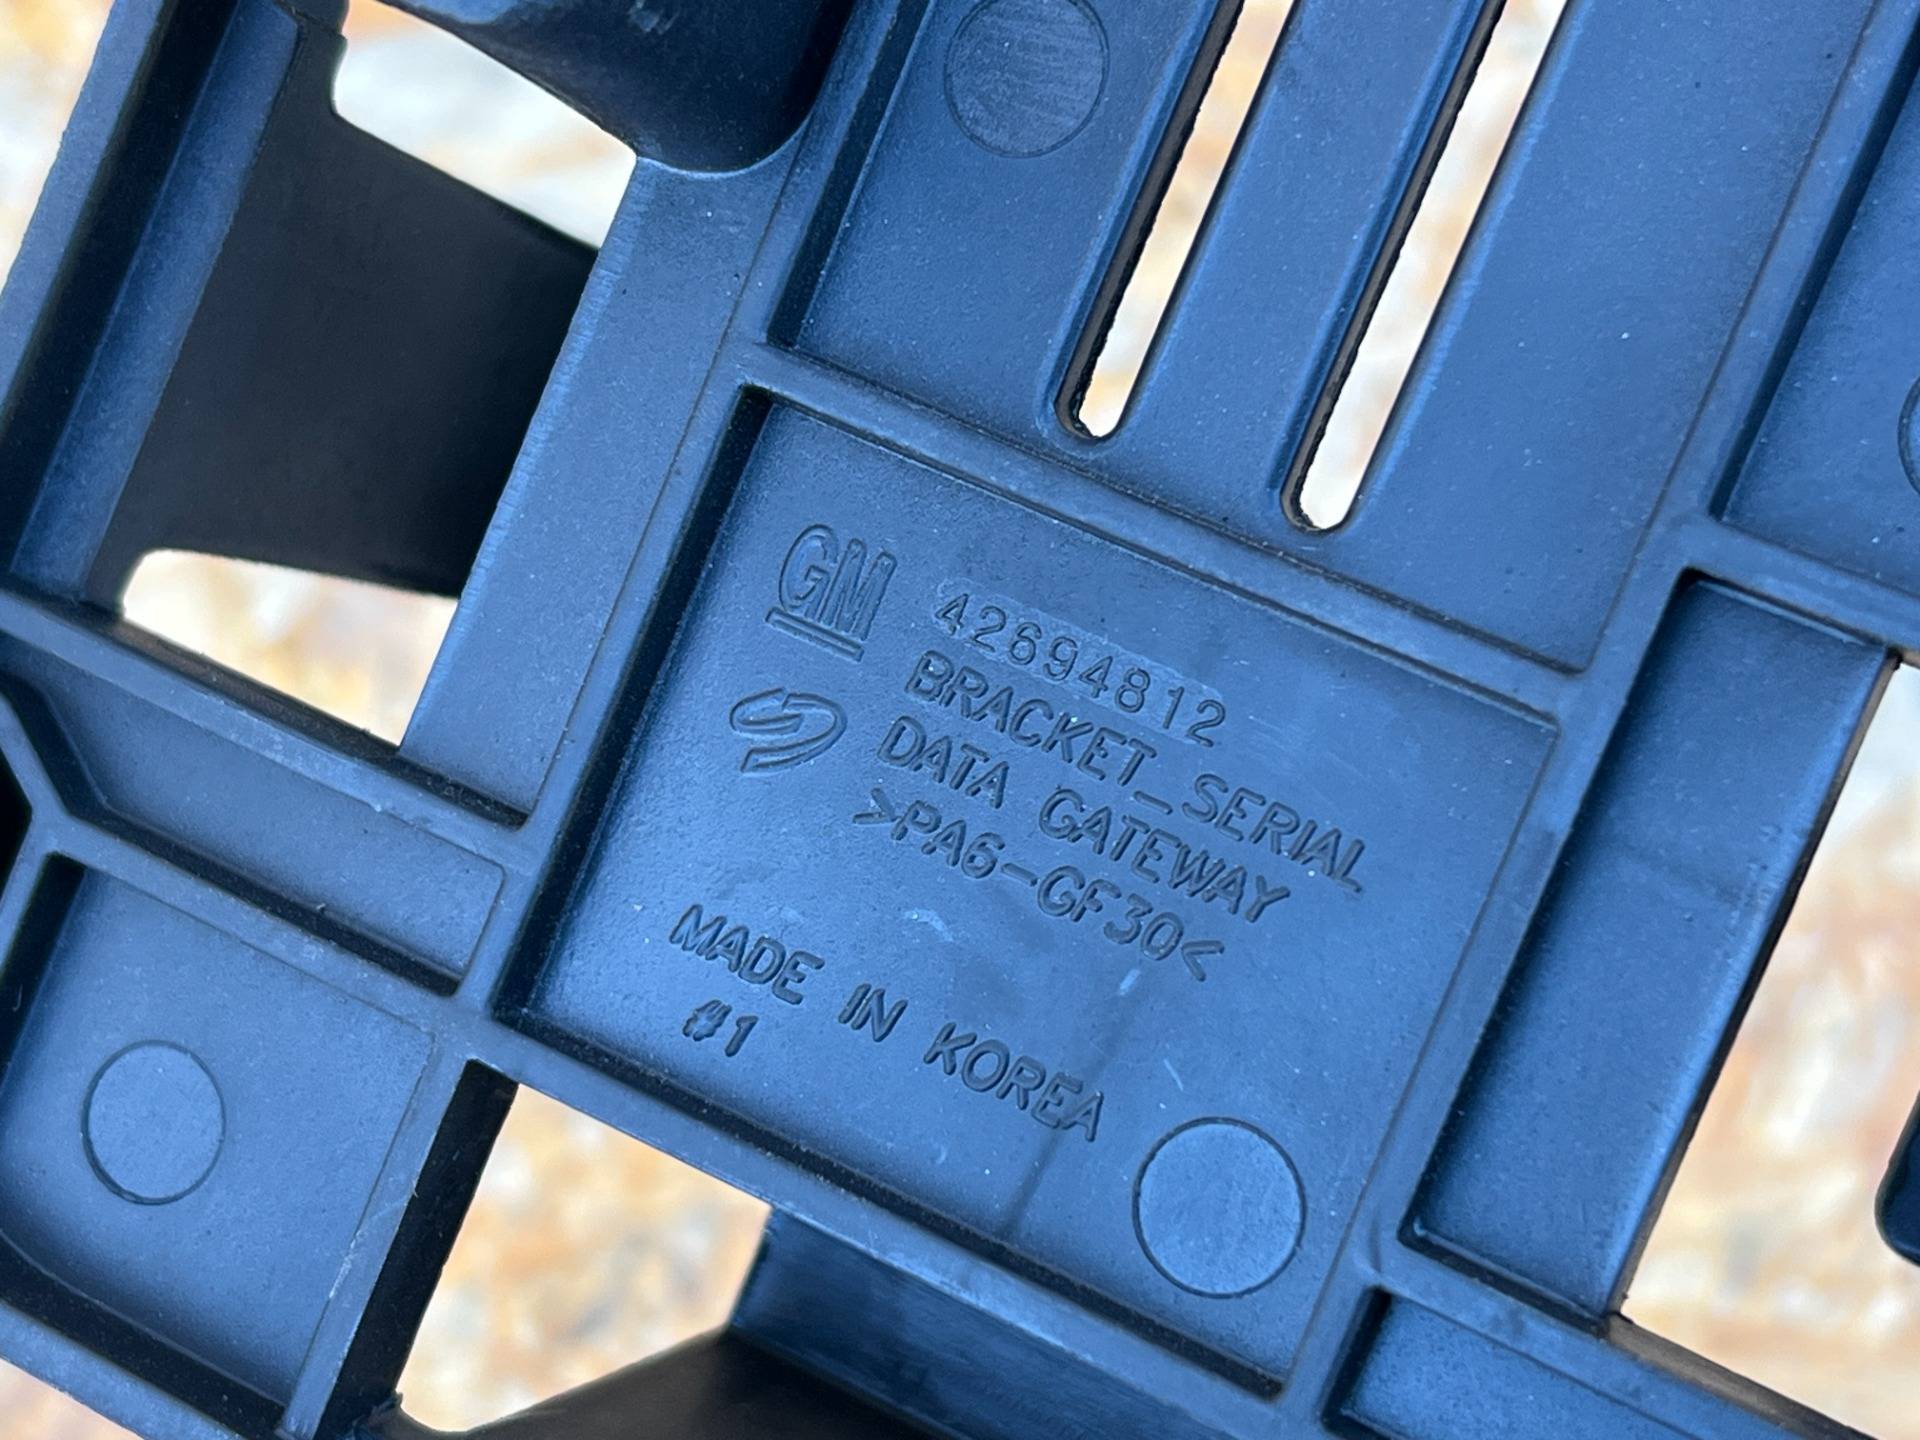 GM
42694812
BRACKET_SERIAL
DATA GATEWAY
>PA6-GF30<
MADE IN KOREA
#1